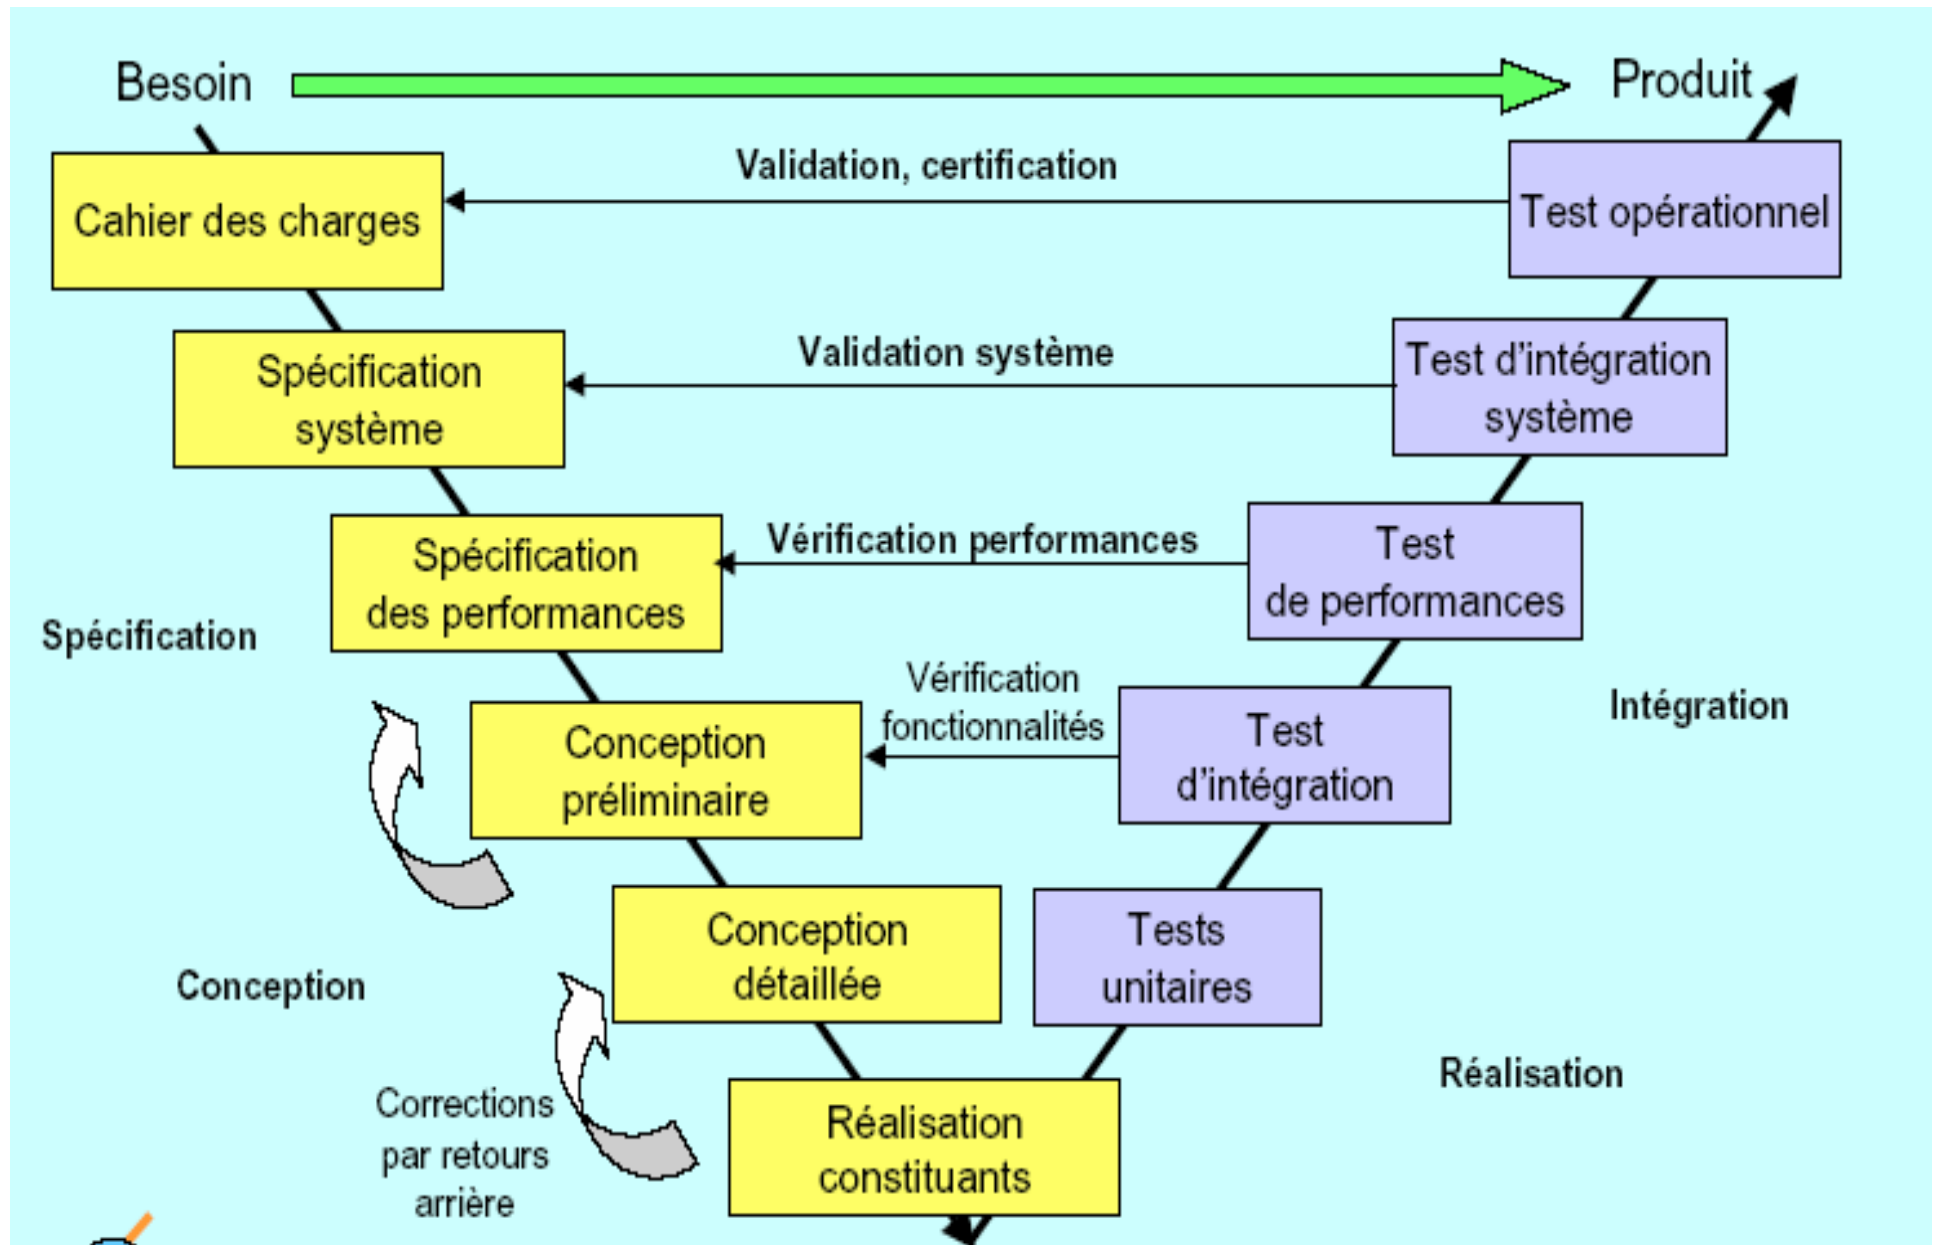 Besoin
Produit
Validation, certification
Cahier des charges
Test opérationnel
Validation système
Spécification
système
Test d'intégration
système
Vérification performances
Spécification
des performances
Test
de performances
Spécification
Vérification
fonctionnalités
Intégration
Conception
préliminaire
Test
d'intégration
Conception
détaillée
Tests
unitaires
Conception
Réalisation
Corrections
par retours
arrière
Réalisation
constituants